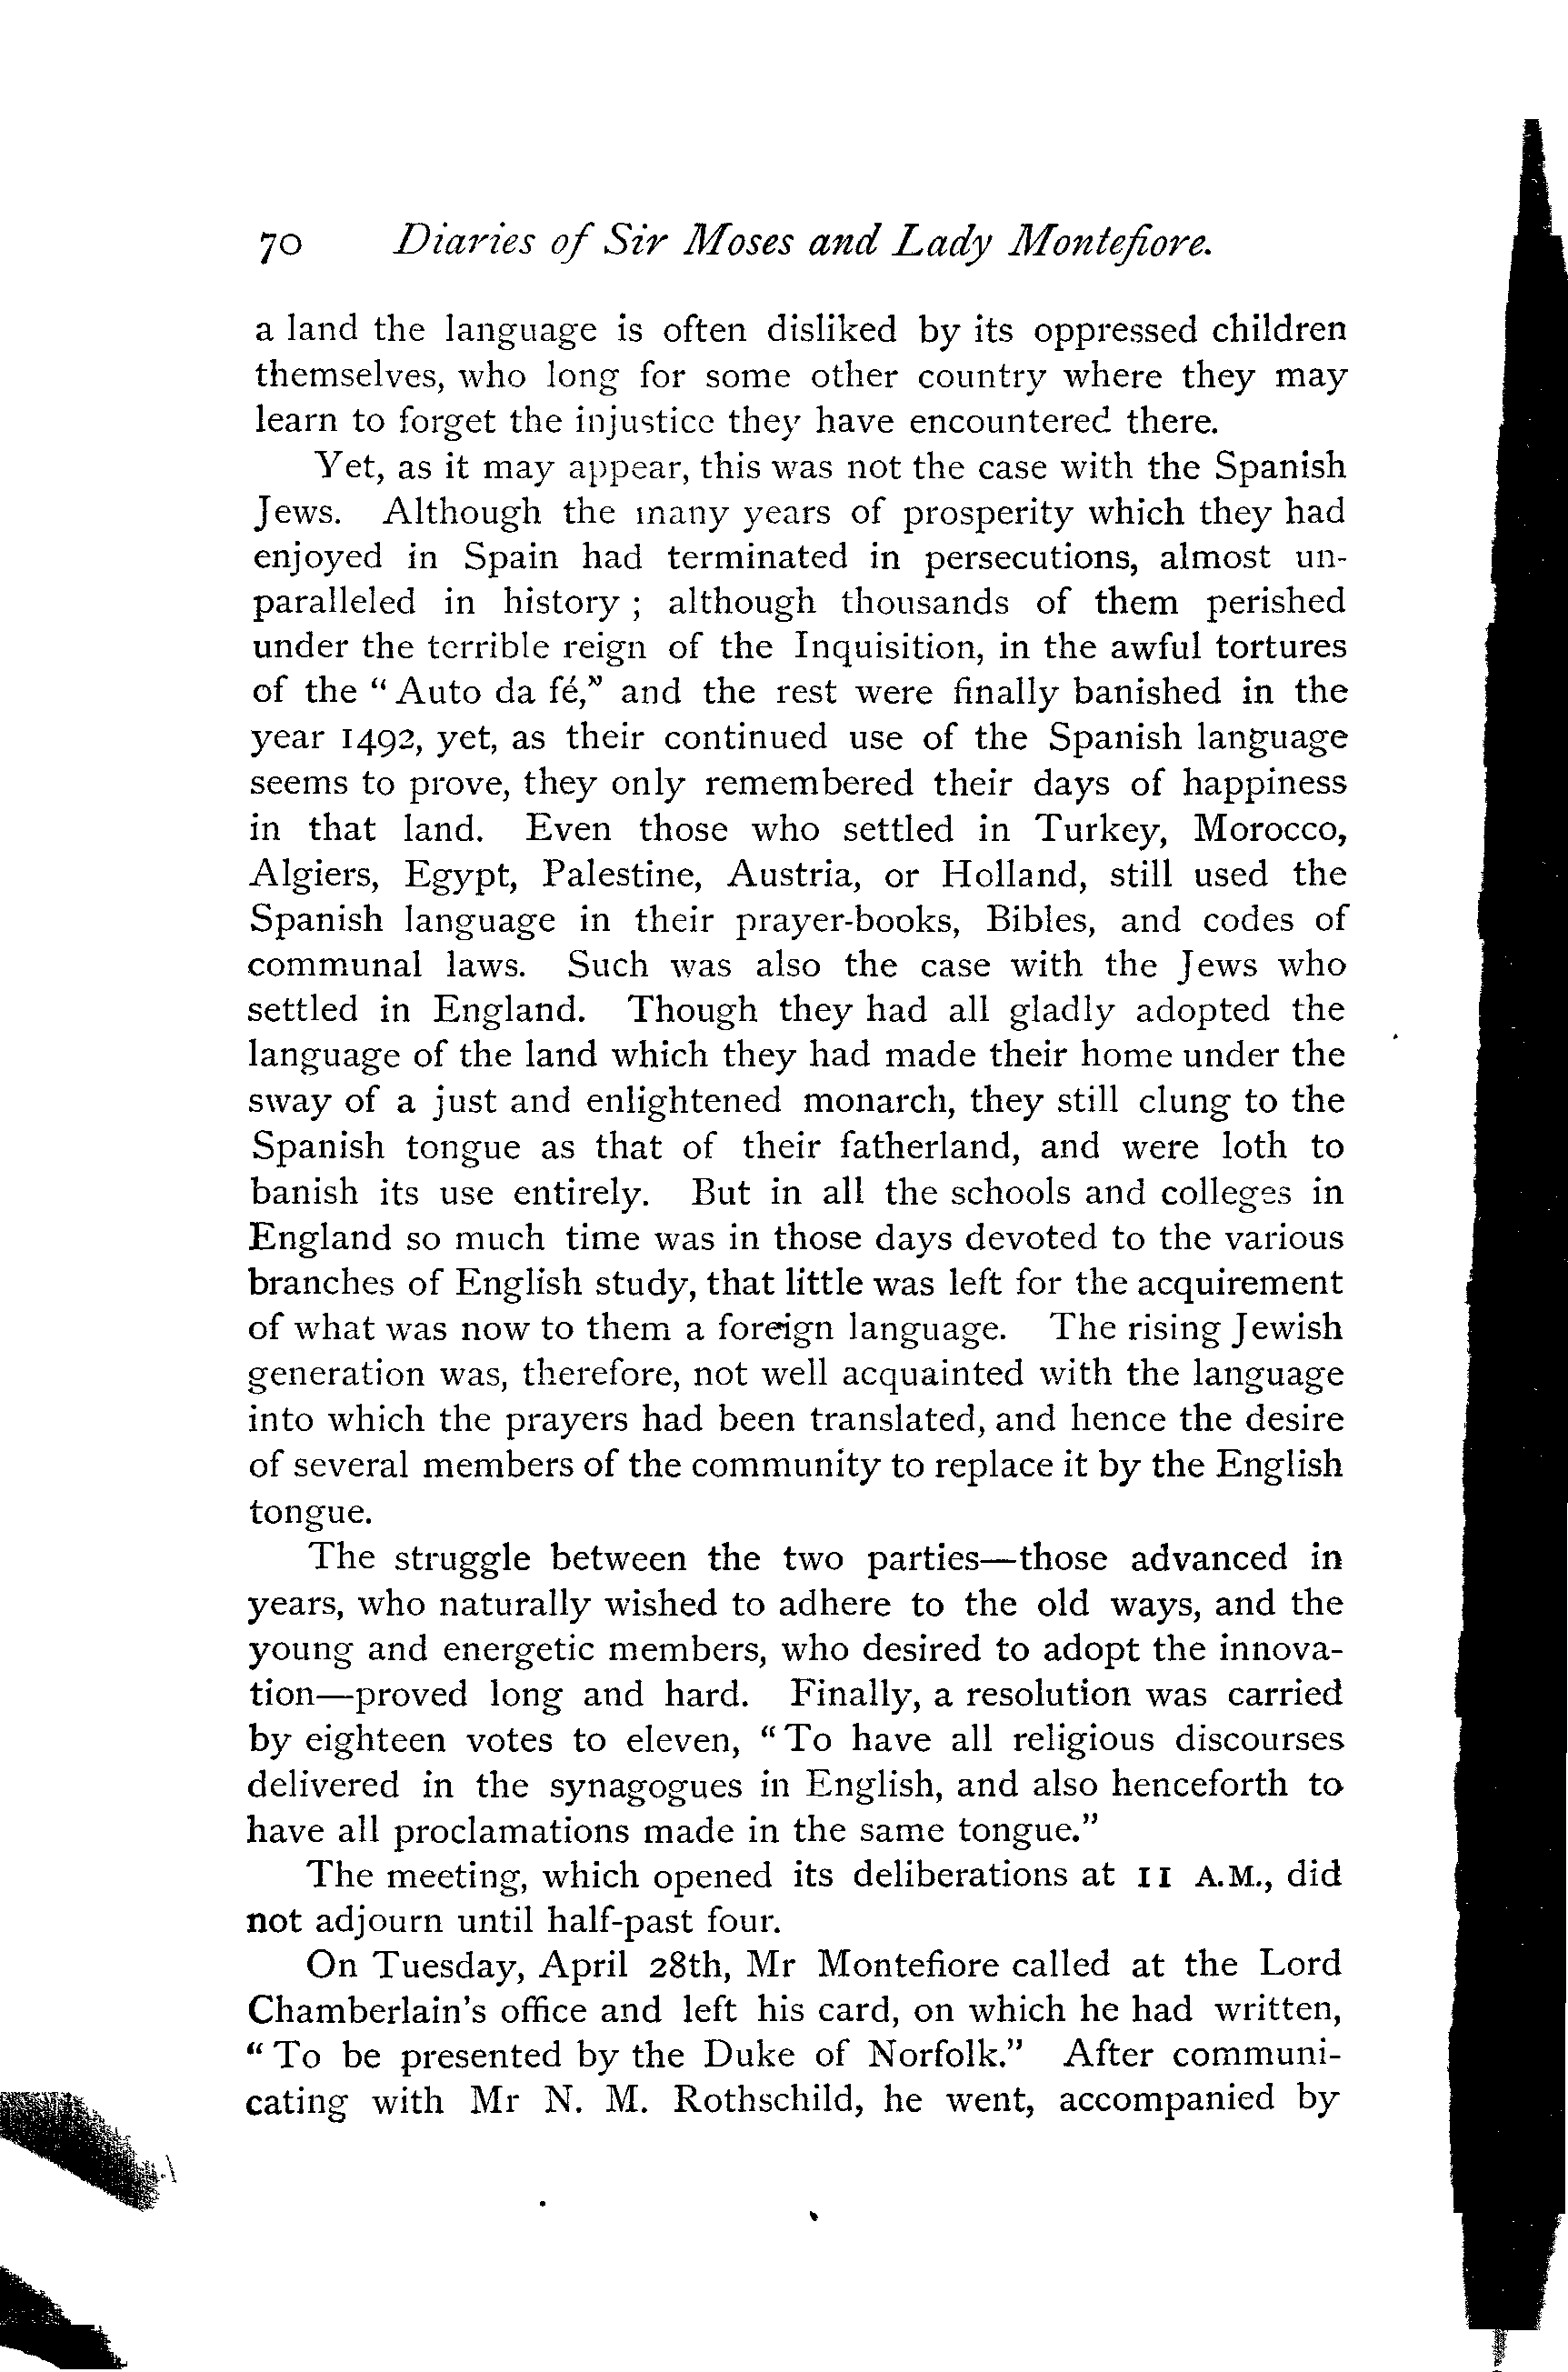 70 Diaries of Sir Moses and Lady Montefiore.
a land the language is often disliked by its oppressed children
themselves, who long for some other country where they may
learn to forget the injustice they have encountered there.
Yet, as it may appear, this was not the case with the Spanish
Jews. Although the many years of prosperity which they had
enjoyed in Spain had terminated in persecutions, almost un-
paralleled in history ; although thousands of them perished
under the terrible reign of the Inquisition, in the awful tortures
of the “ Auto da fé,” and the rest were finally banished in the
year 1492, yet, as their continued use of the Spanish language
seems to prove, they only remembered their days of happiness
in that land. Even those who settled in Turkey, Morocco,
Algiers, Egypt, Palestine, Austria, or Holland, still used the
Spanish language in their prayer-books, Bibles, and codes of
communal laws. Such was also the case with the Jews who
settled in England. Though they had all gladly adopted the
language of the land which they had made their home under the
sway of a just and enlightened monarch, they still clung to the
Spanish tongue as that of their fatherland, and were loth to
banish its use entirely. But in all the schools and colleges in
England so much time was in those days devoted to the various
branches of English study, that little was left for the acquirement
of what was now to them a foreign language. The rising Jewish
generation was, therefore, not well acquainted with the language
into which the prayers had been translated, and hence the desire
of several members of the community to replace it by the English
tongue.
The struggle between the two parties—those advanced in
years, who naturally wished to adhere to the old ways, and the
young and energetic members, who desired to adopt the innova-
tion—proved long and hard. Finally, a resolution was carried
by eighteen votes to eleven, “ To have all religious discourses
delivered in the synagogues in English, and also henceforth to
have all proclamations made in the same tongue.”
The meeting, which opened its deliberations at 11 A.M., did
not adjourn until half-past four.
On Tuesday, April 28th, Mr Montefiore called at the Lord
Chamberlain's office and left his card, on which he had written,
“ To be presented by the Duke of Norfolk.” After communi-
cating with Mr N. M. Rothschild, he went, accompanied by